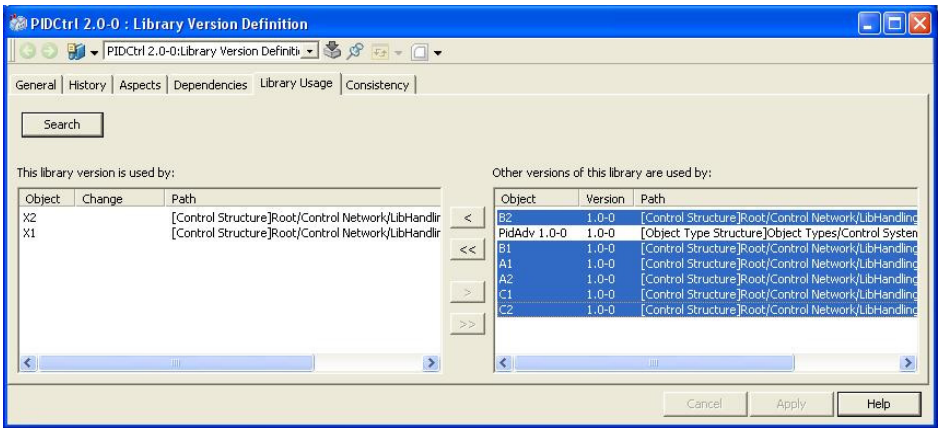 PIDCtrl 2.0-0 : Library Version Definition
PIDCtrl 2.0-0:Library Version Definitic
General History Aspects Dependencies Library Usage Consistency
Search
This library version is used by: Other versions of this library are used by:
Object Change Path Object Version Path
X2 [Control Structure]Root/Control Network/LibHandlir < B2 1.0-0 [Control Structure]Root/Control Network/LibHandling
X1 [Control Structure]Root/Control Network/LibHandlir PidAdv 1.0-0 1.0-0 [Object Type Structure]Object Types/Control System
<< B1 1.0-0 [Control Structure]Root/Control Network/LibHandling
A1 1.0-0 [Control Structure]Root/Control Network/LibHandling
A2 1.0-0 [Control Structure]Root/Control Network/LibHandling
> C1 1.0-0 [Control Structure]Root/Control Network/LibHandling
>> C2 1.0-0 [Control Structure]Root/Control Network/LibHandling
Cancel Apply Help